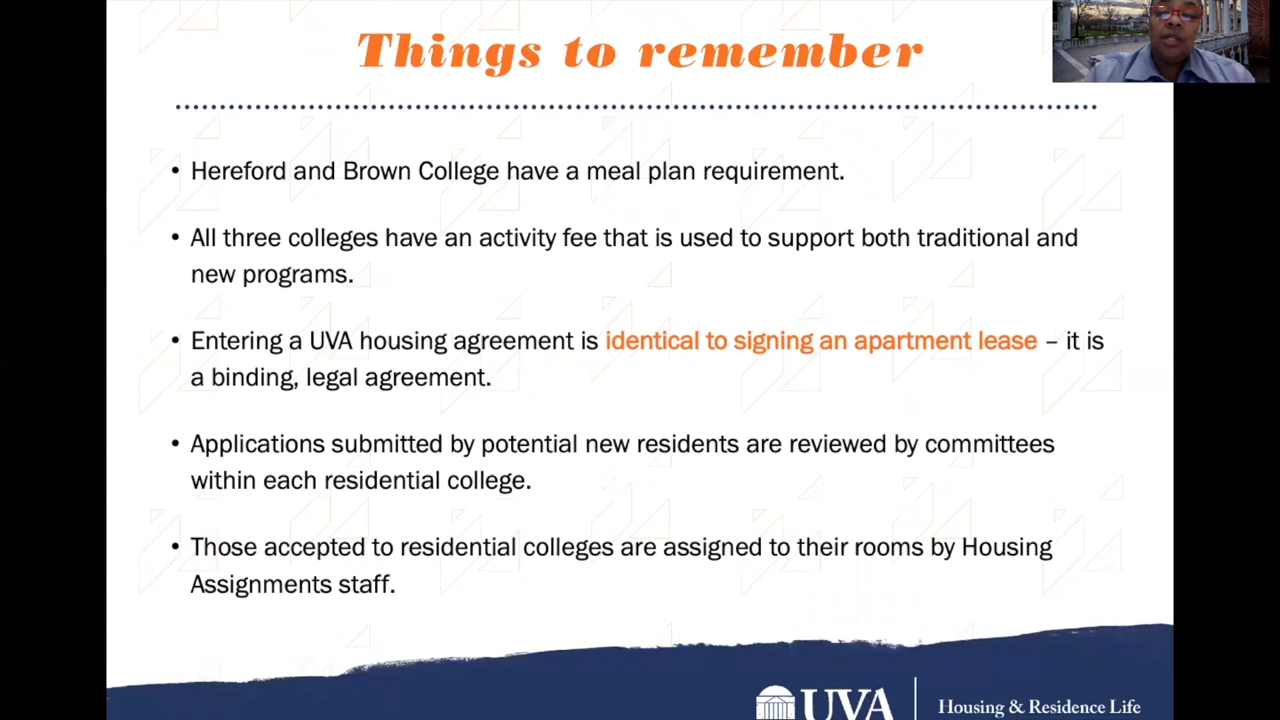 Things to remember
• Hereford and Brown College have a meal plan requirement.
• All three colleges have an activity fee that is used to support both traditional and
new programs.
• Entering a UVA housing agreement is identical to signing an apartment lease – it is
a binding, legal agreement.
• Applications submitted by potential new residents are reviewed by committees
within each residential college.
• Those accepted to residential colleges are assigned to their rooms by Housing
Assignments staff.
UVA Housing & Residence Life